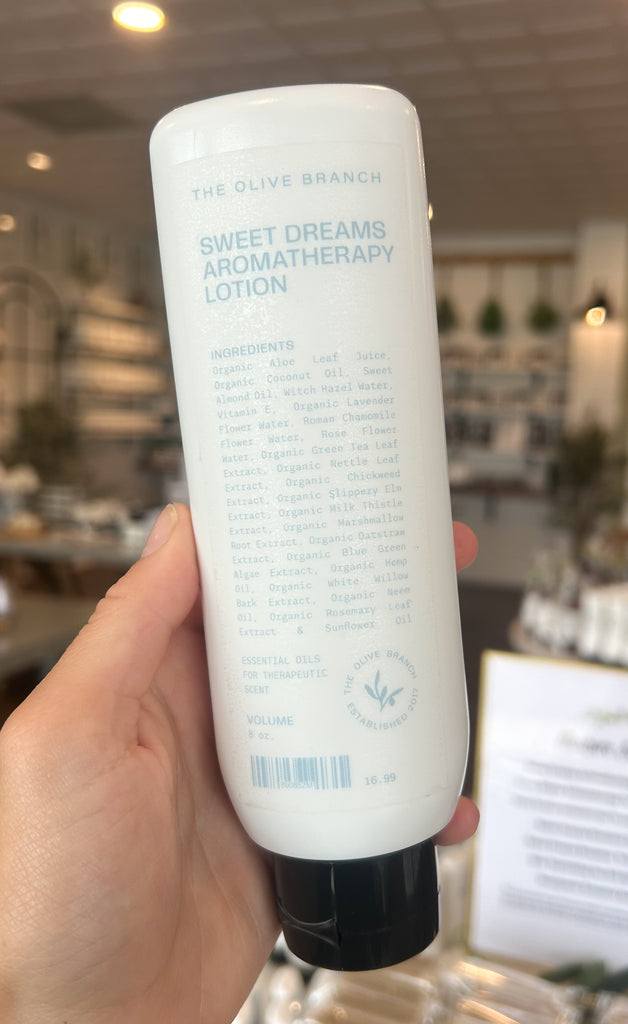 THE OLIVE BRANCH
SWEET DREAMS
AROMATHERAPY
LOTION
INGREDIENTS
Organic Aloe Leaf Juice,
Organic Coconut Oil, Sweet
Almond Oil, Witch Hazel Water,
Vitamin E, Organic Lavender
Flower Water, Roman Chamomile
Flower Water, Rose Flower
Water, Organic Green Tea Leaf
Extract, Organic Nettle Leaf
Extract, Organic Chickweed
Extract, Organic Slippery Elm
Extract, Organic Milk Thistle
Extract, Organic Marshmallow
Root Extract, Organic Oatstraw
Extract, Organic Blue Green
Algae Extract, Organic Hemp
Oil, Organic White Willow
Bark Extract, Organic Neem
Oil, Organic Rosemary Leaf
Extract & Sunflower Oil
ESSENTIAL OILS
FOR THERAPEUTIC
SCENT
THE OLIVE BRANCH
ESTABLISHED 2017
VOLUME
8 oz.
16.99